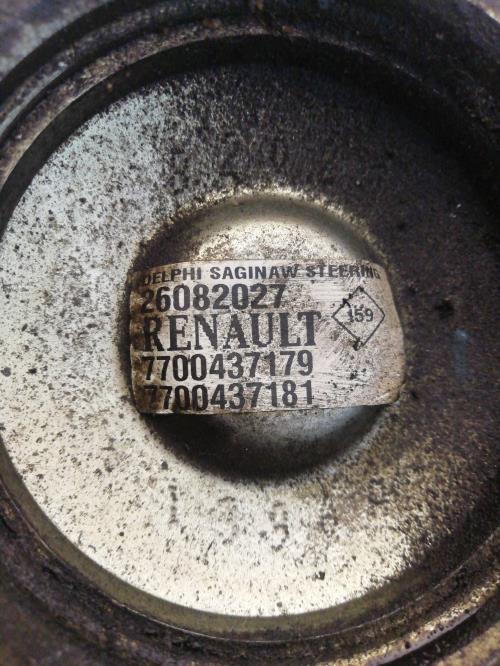 DELPHI SAGINAW STEERING
26082027
RENAULT
159
7700437179
7700437181